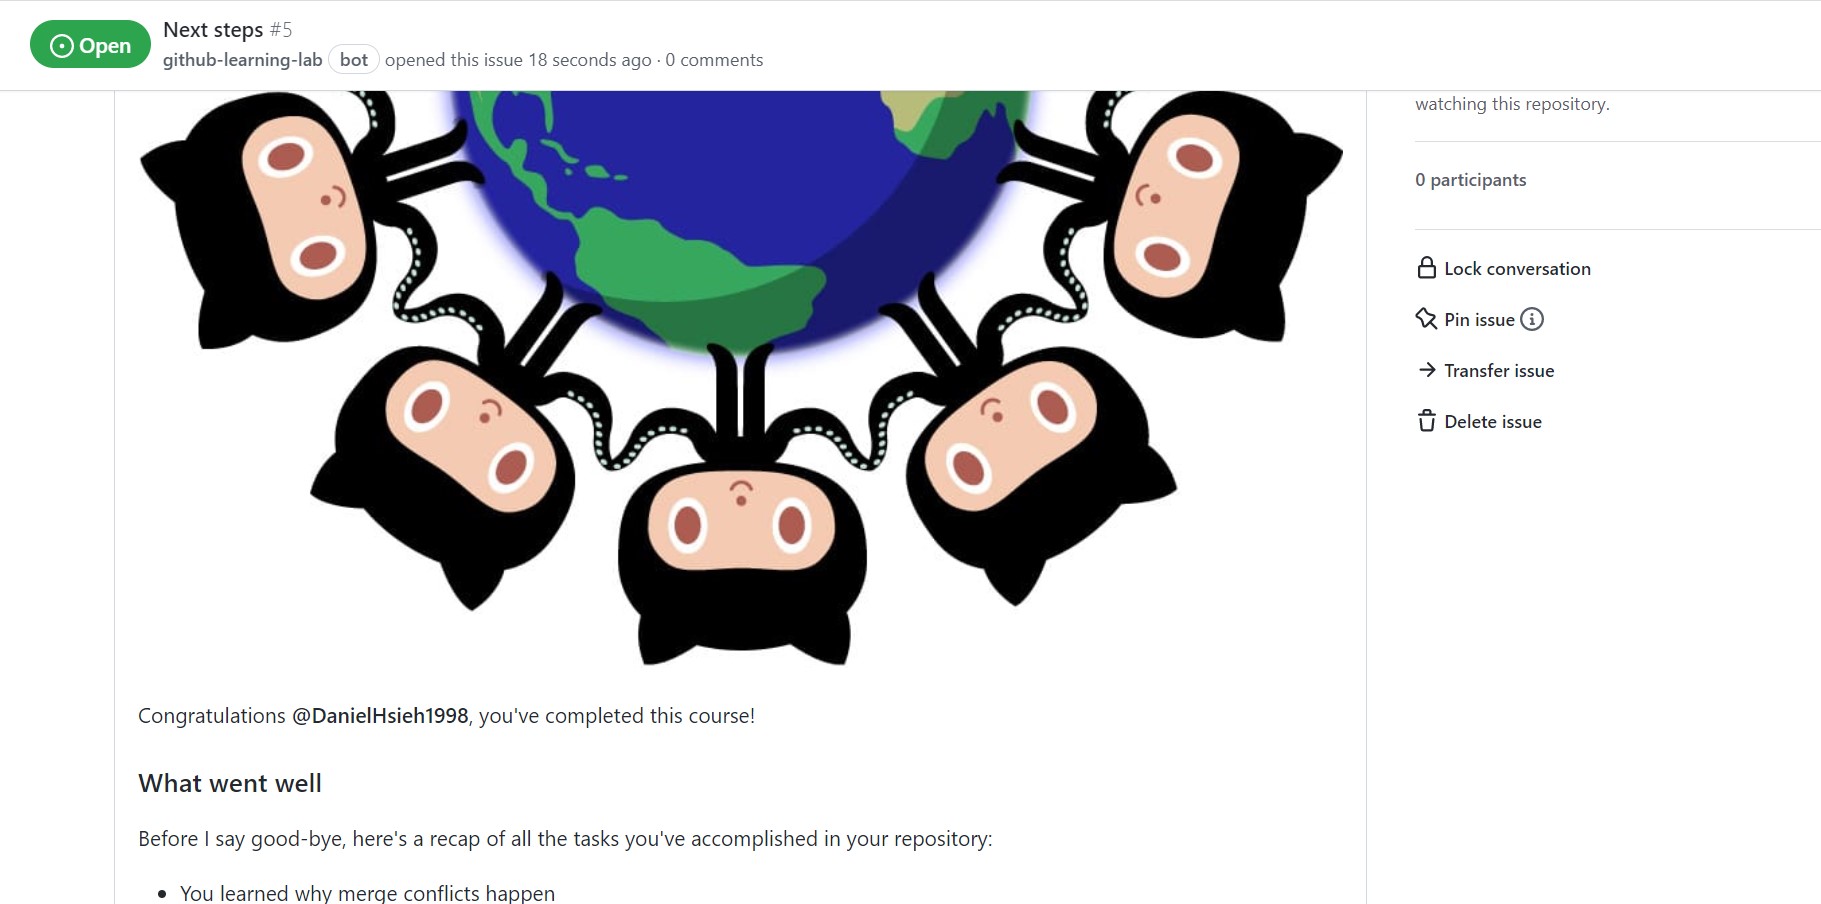 Open
Next steps #5
github-learning-lab bot opened this issue 18 seconds ago · 0 comments
watching this repository.
0 participants
Lock conversation
Pin issue
Transfer issue
Delete issue
Congratulations @DanielHsieh1998, you've completed this course!
What went well
Before I say good-bye, here's a recap of all the tasks you've accomplished in your repository:
• You learned why merge conflicts happen